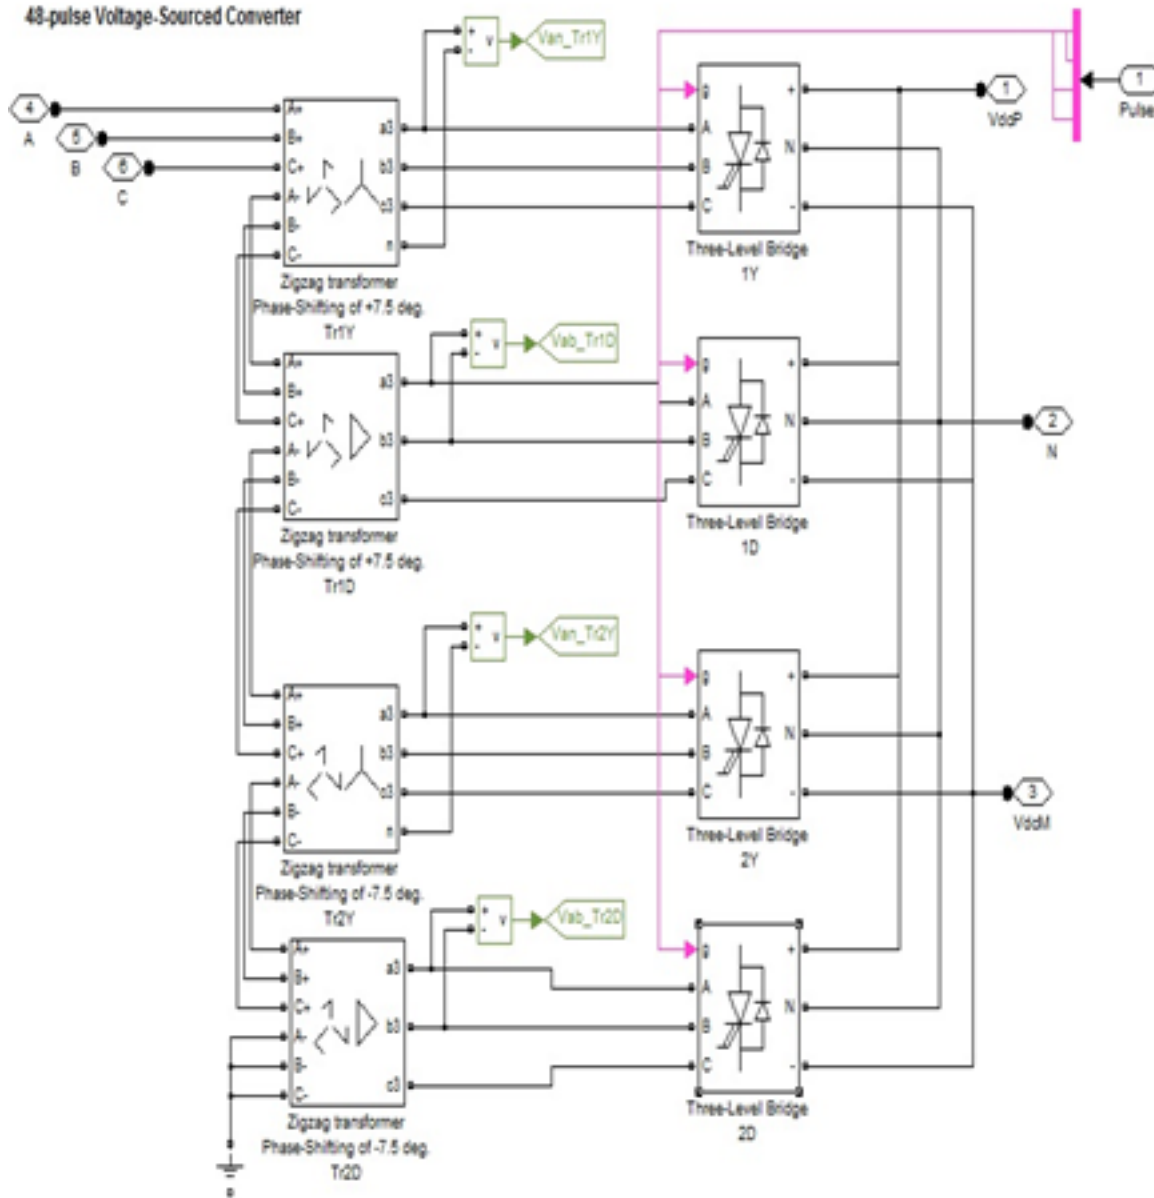 48-pulse Voltage-Sourced Converter
+
-
v
Van_Tr1Y
1
Pulse
4
A
5
B
6
C
A+
B+
C+
A-
B-
C-
a3
b3
c3
n
Zigzag transformer
Phase-Shifting of +7.5 deg.
Tr1Y
g
A
B
C
+
N
-
Three-Level Bridge
1Y
1
VddP
+
-
v
Vab_Tr1D
A+
B+
C+
A-
B-
C-
a3
b3
c3
Zigzag transformer
Phase-Shifting of +7.5 deg.
Tr1D
g
A
B
C
+
N
-
Three-Level Bridge
1D
2
N
+
-
v
Van_Tr2Y
A+
B+
C+
A-
B-
C-
a3
b3
c3
n
Zigzag transformer
Phase-Shifting of -7.5 deg.
Tr2Y
g
A
B
C
+
N
-
Three-Level Bridge
2Y
3
VddM
+
-
v
Vab_Tr2D
A+
B+
C+
A-
B-
C-
a3
b3
c3
Zigzag transformer
Phase-Shifting of -7.5 deg.
Tr2D
g
A
B
C
+
N
-
Three-Level Bridge
2D